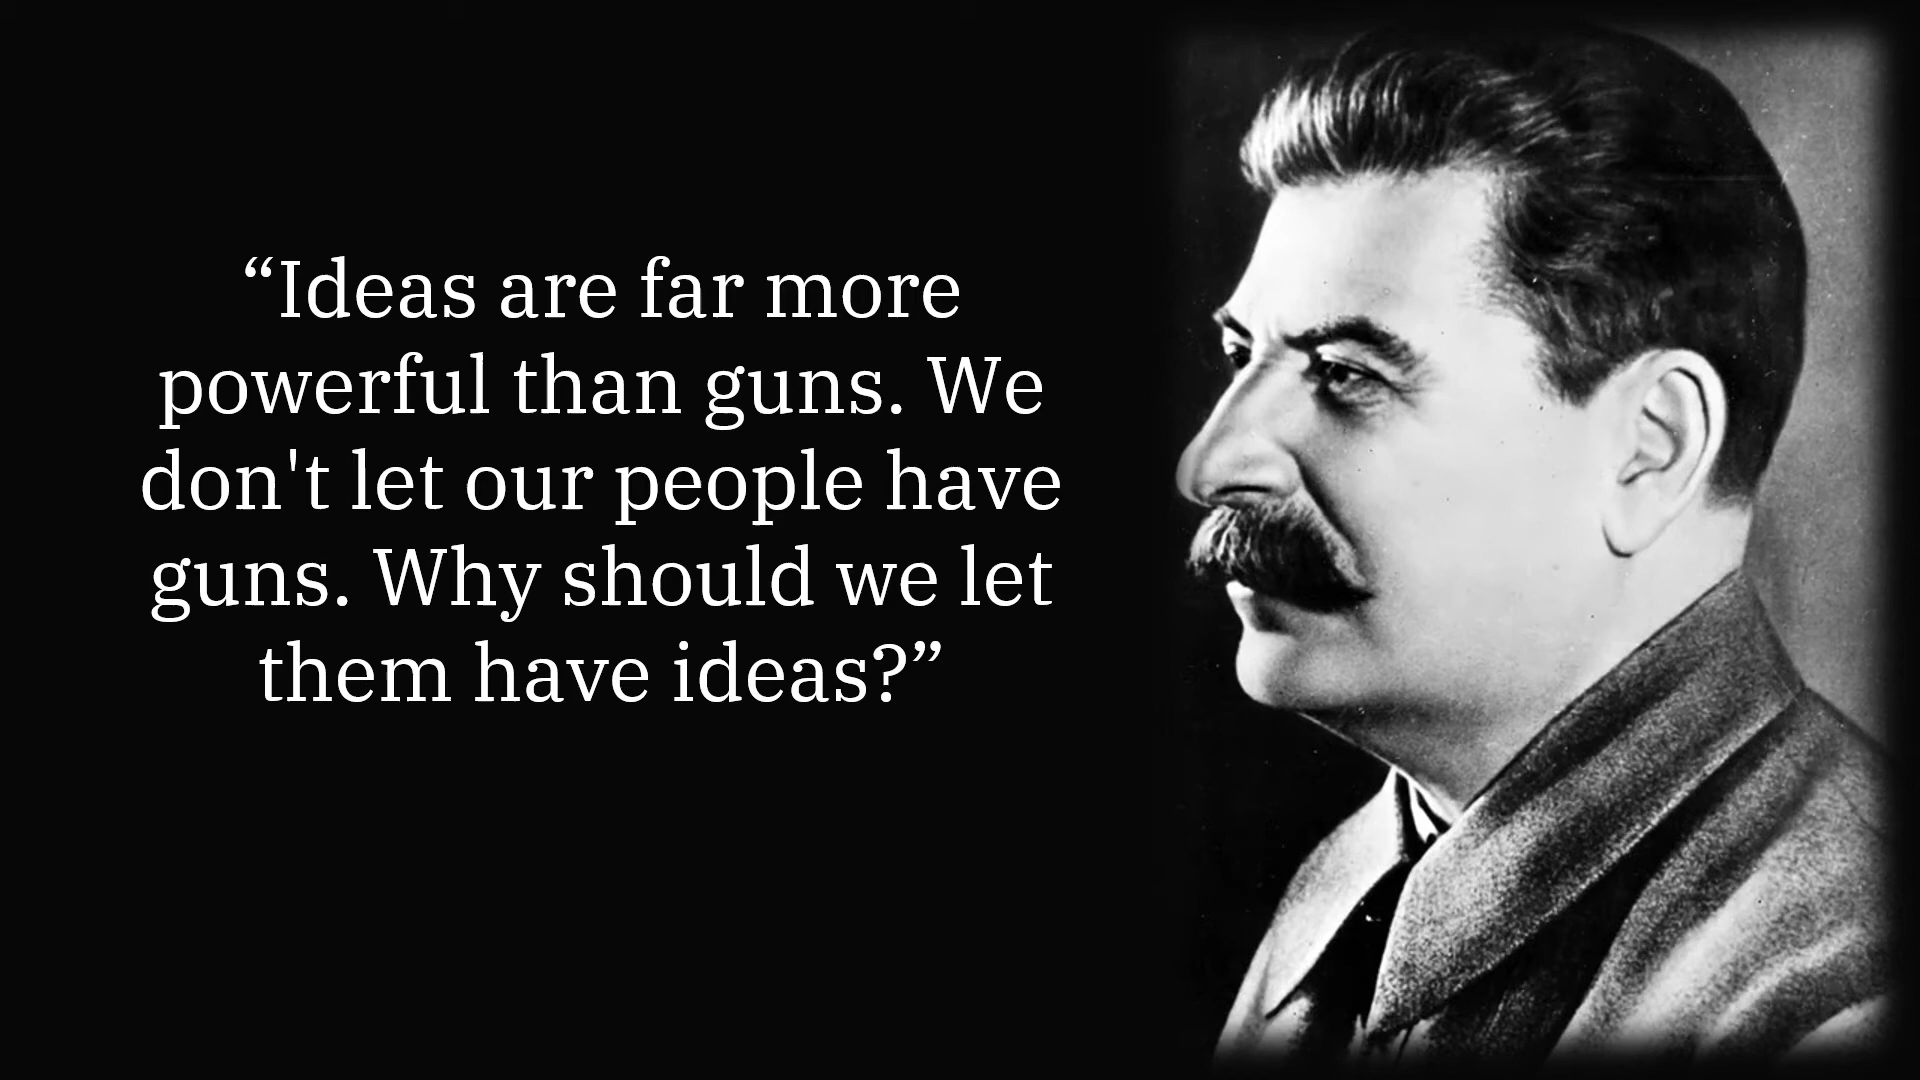 “Ideas are far more
powerful than guns. We
don't let our people have
guns. Why should we let
them have ideas?”